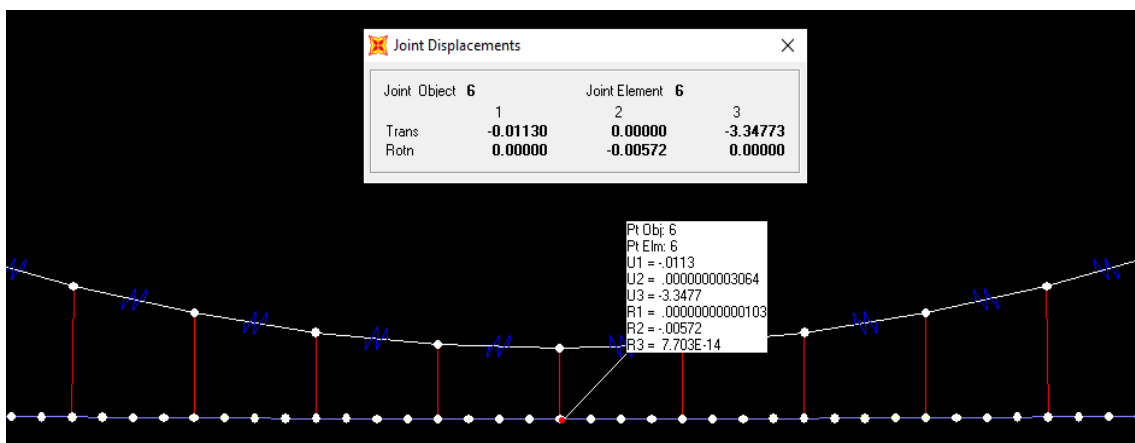 Joint Displacements
Joint Object 6 Joint Element 6
1 2 3
Trans -0.01130 0.00000 -3.34773
Rotn 0.00000 -0.00572 0.00000
Pt Obj: 6
Pt Elm: 6
U1 = -.0113
U2 = .0000000003064
U3 = -3.3477
R1 = .00000000000103
R2 = -.00572
R3 = 7.703E-14